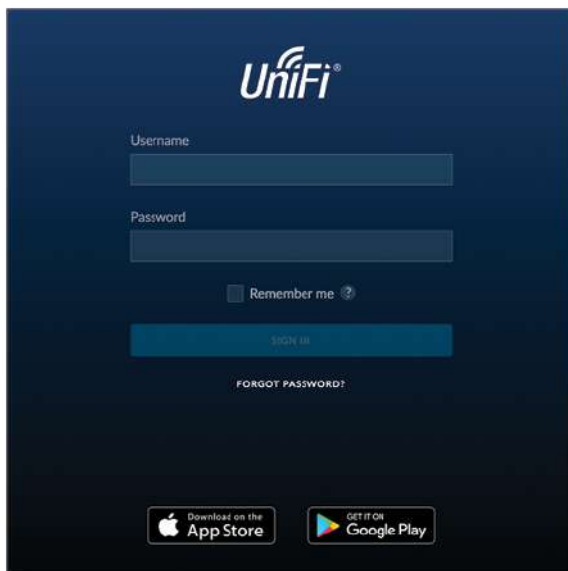 UniFi®
Username
Password
Remember me ?
SIGN IN
FORGOT PASSWORD?
Download on the
App Store
GET IT ON
Google Play